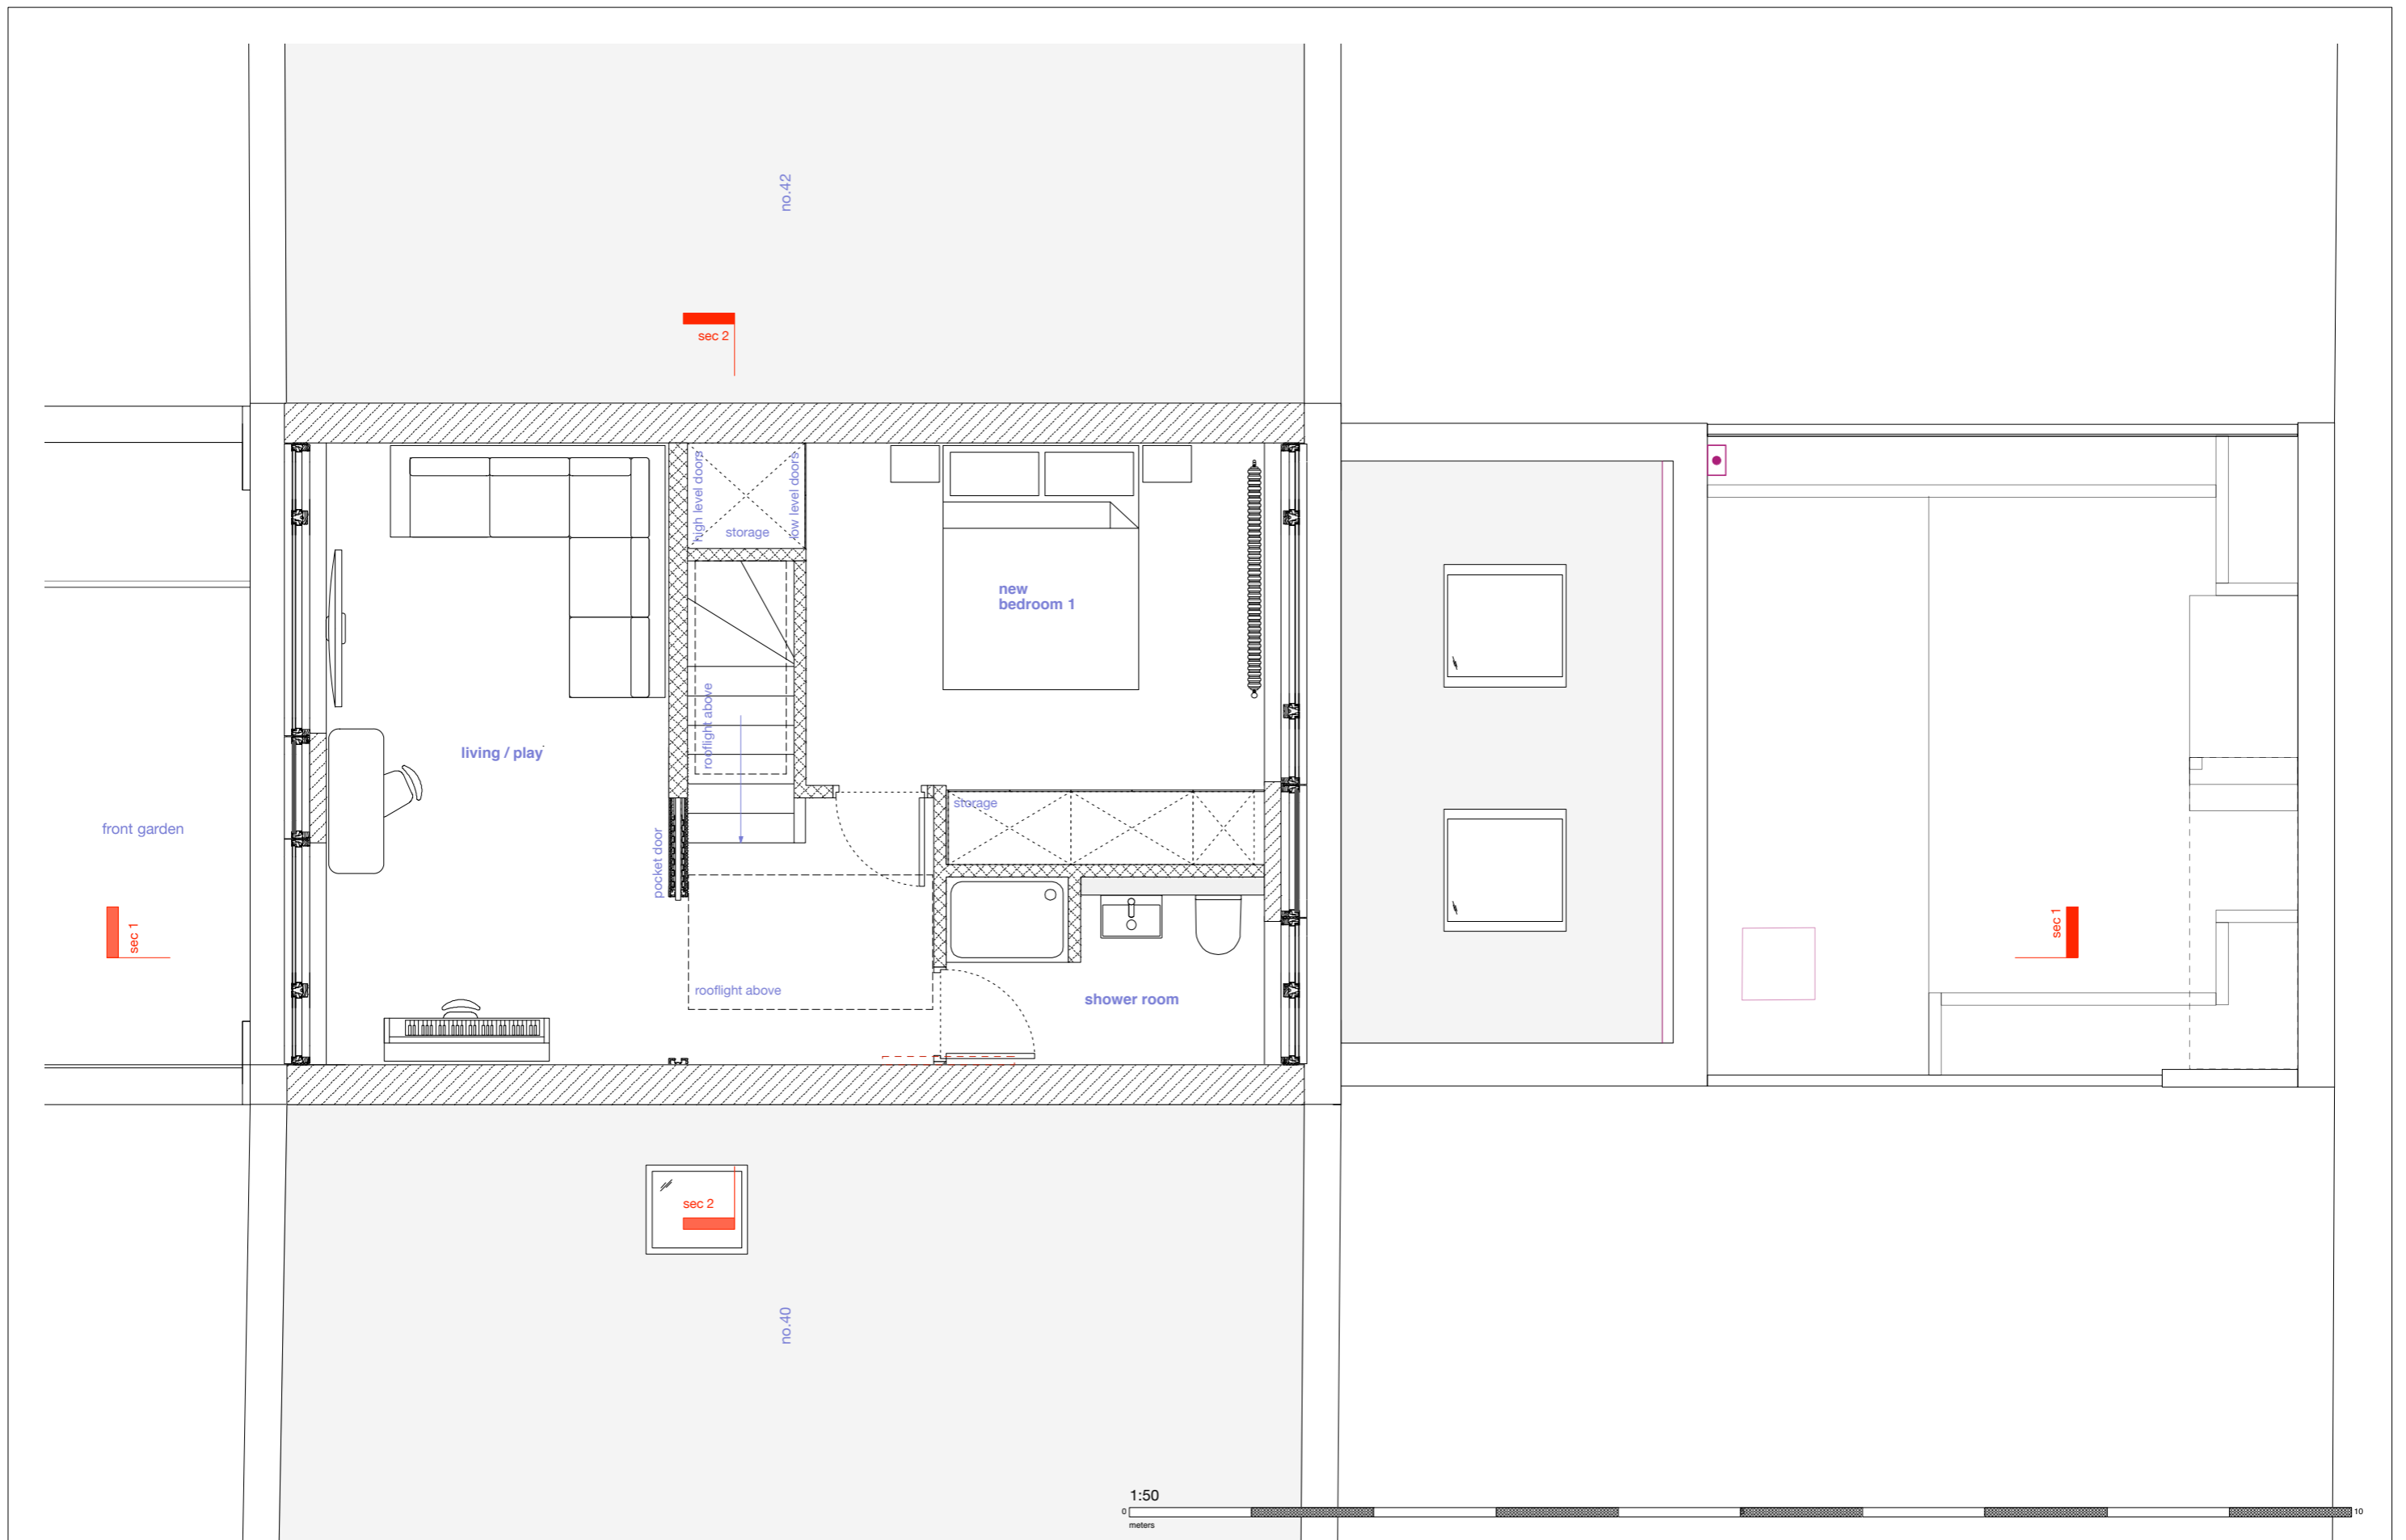 no.42
sec 2
high level doors
low level doors
storage
new
bedroom 1
rooflight above
living / play
storage
front garden
pocket door
sec 1
sec 1
rooflight above
shower room
sec 2
no.40
1:50
0
10
meters